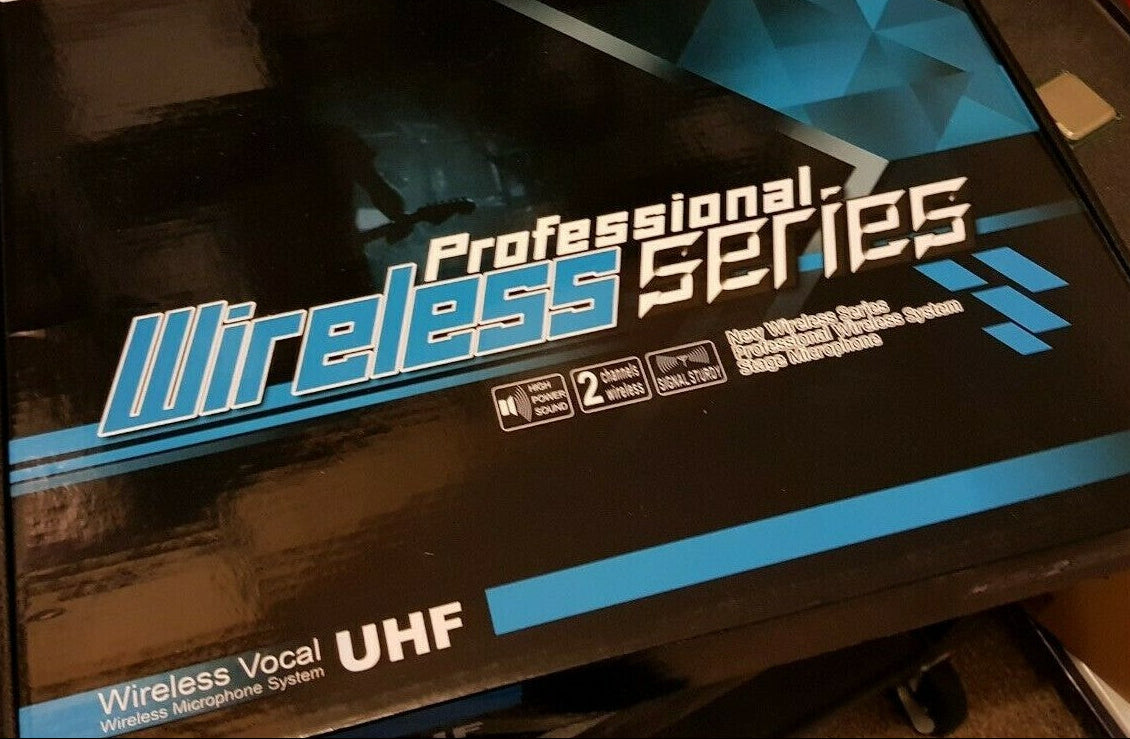 Professional
Wireless series
HIGH
POWER
SOUND
2 channels
wireless
SIGNAL STURDY
New Wireless Series
Professional Wireless System
Stage Microphone
Wireless Vocal UHF
Wireless Microphone System